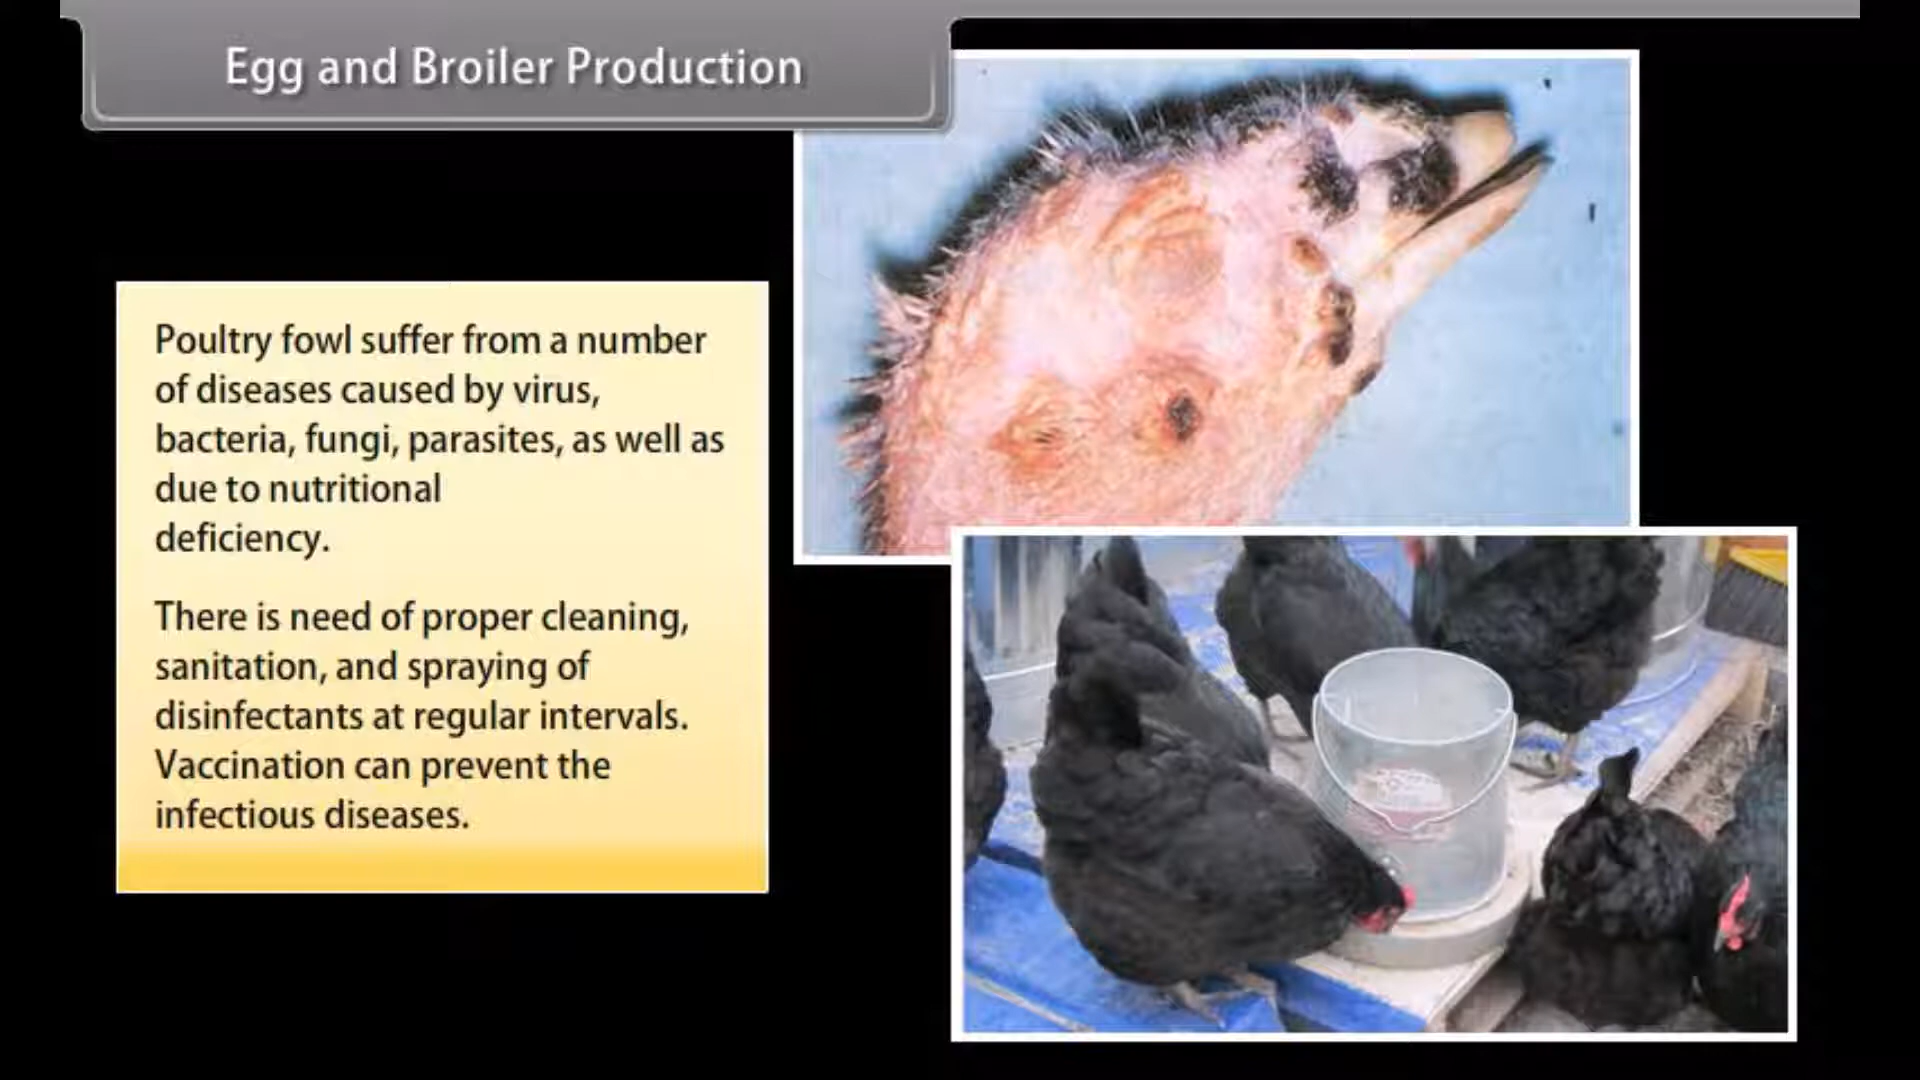 Egg and Broiler Production
Poultry fowl suffer from a number
of diseases caused by virus,
bacteria, fungi, parasites, as well as
due to nutritional
deficiency.
There is need of proper cleaning,
sanitation, and spraying of
disinfectants at regular intervals.
Vaccination can prevent the
infectious diseases.